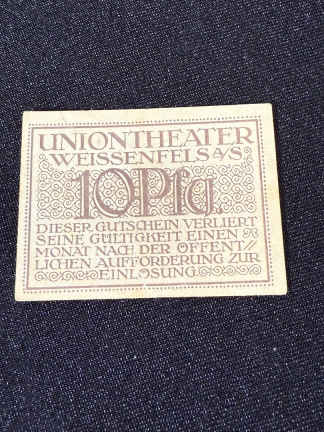 UNIONTHEATER
WEISSENFELS A/S
10 Pfg.
DIESER GUTSCHEIN VERLIERT
SEINE GÜLTIGKEIT EINEN
MONAT NACH DER ÖFFENT//
LICHEN AUFFORDERUNG ZUR
EINLÖSUNG